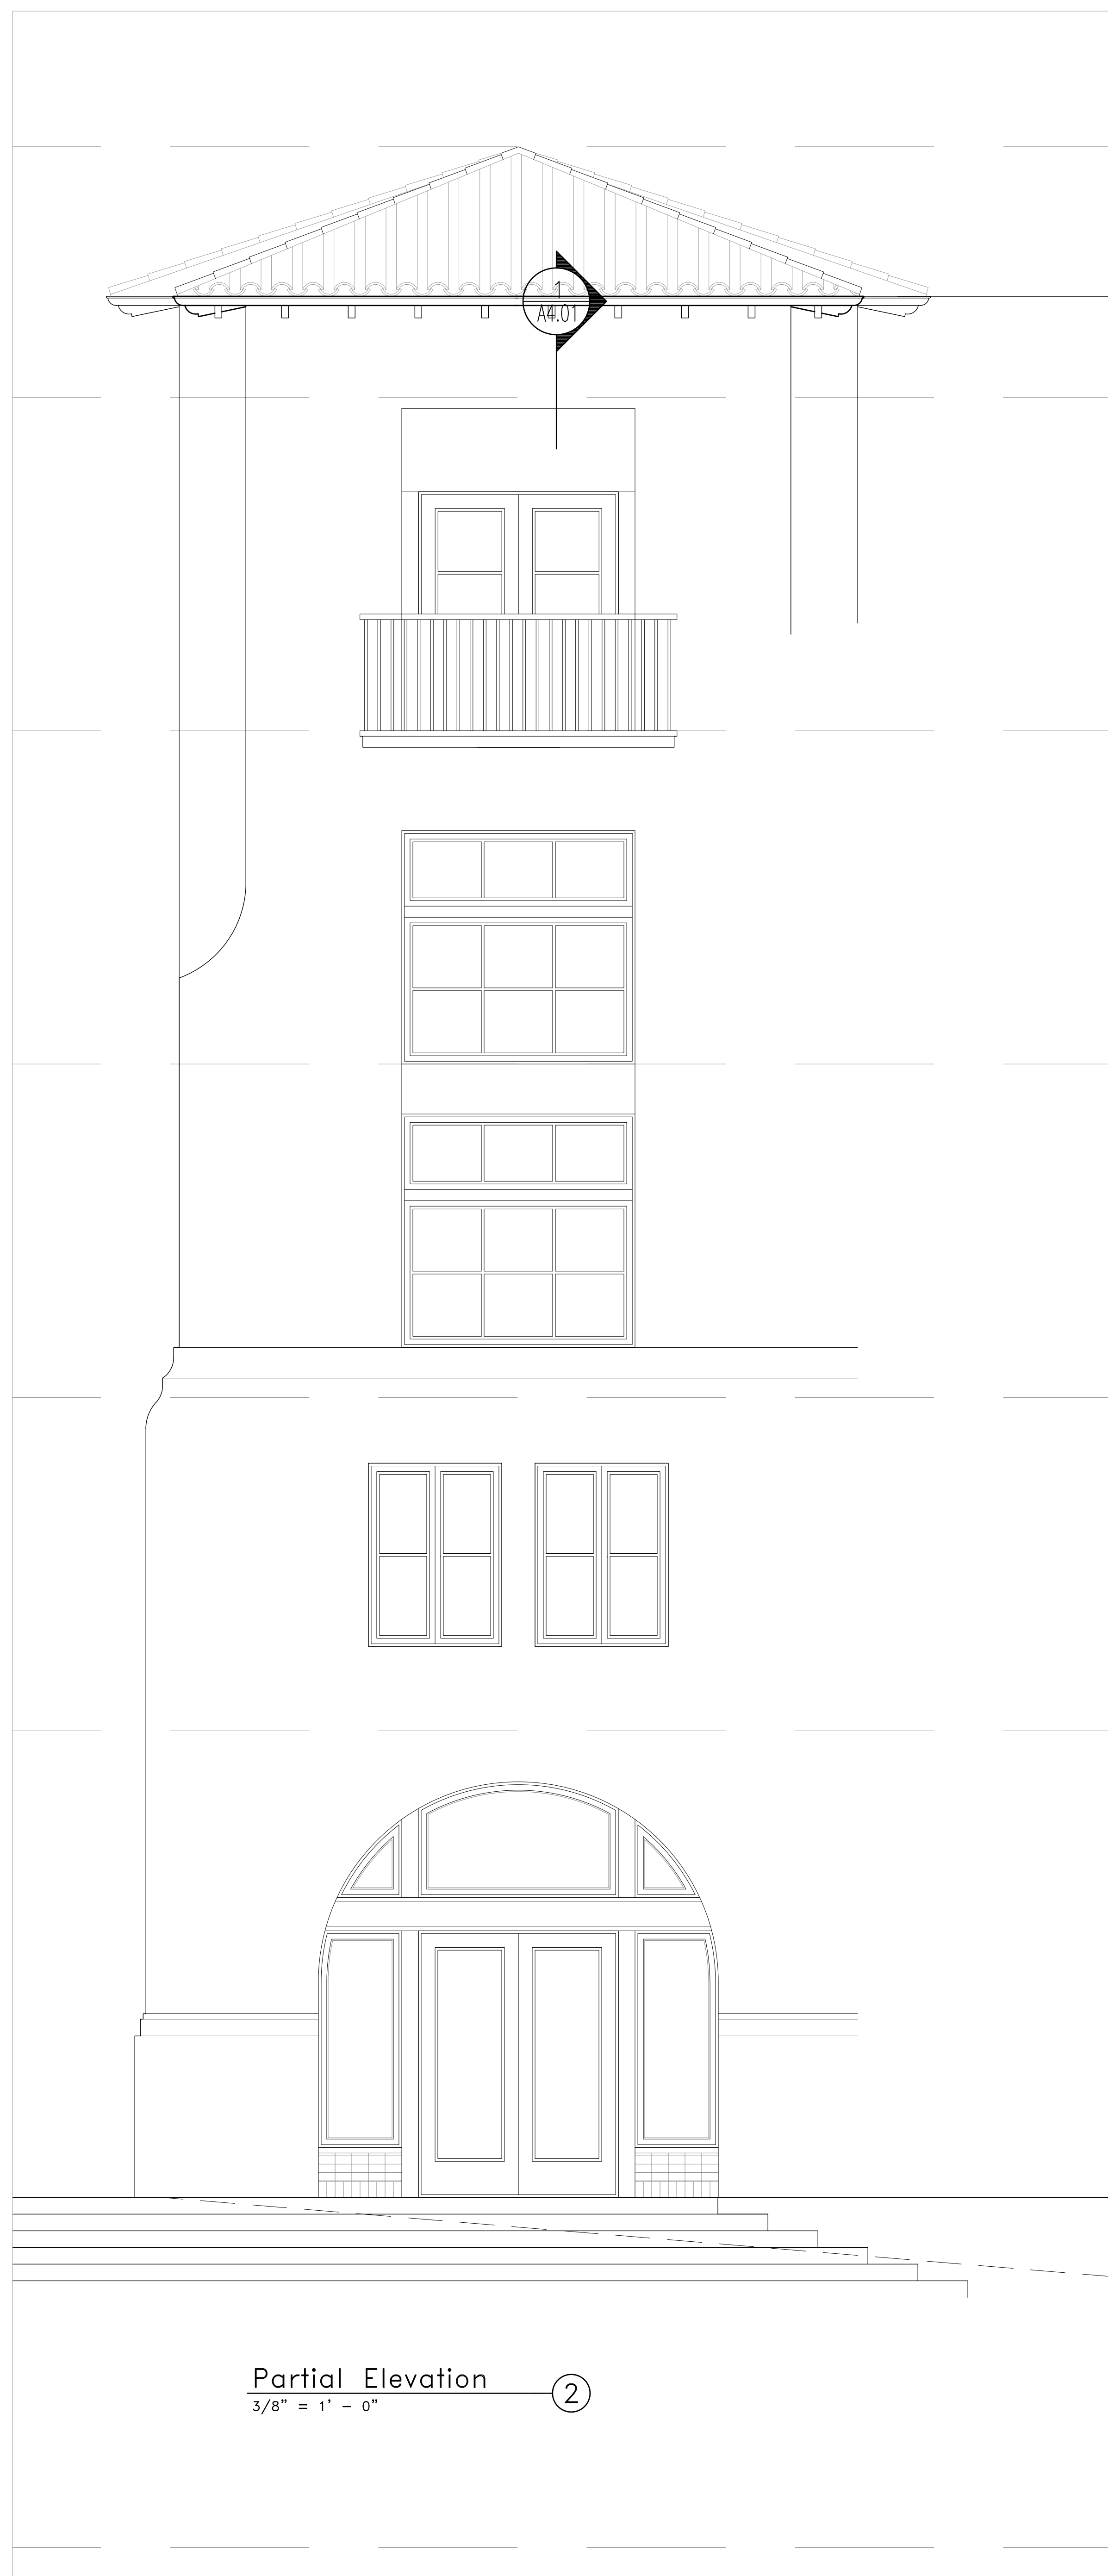 1
A4.01
Partial Elevation
2
3/8" = 1' - 0"